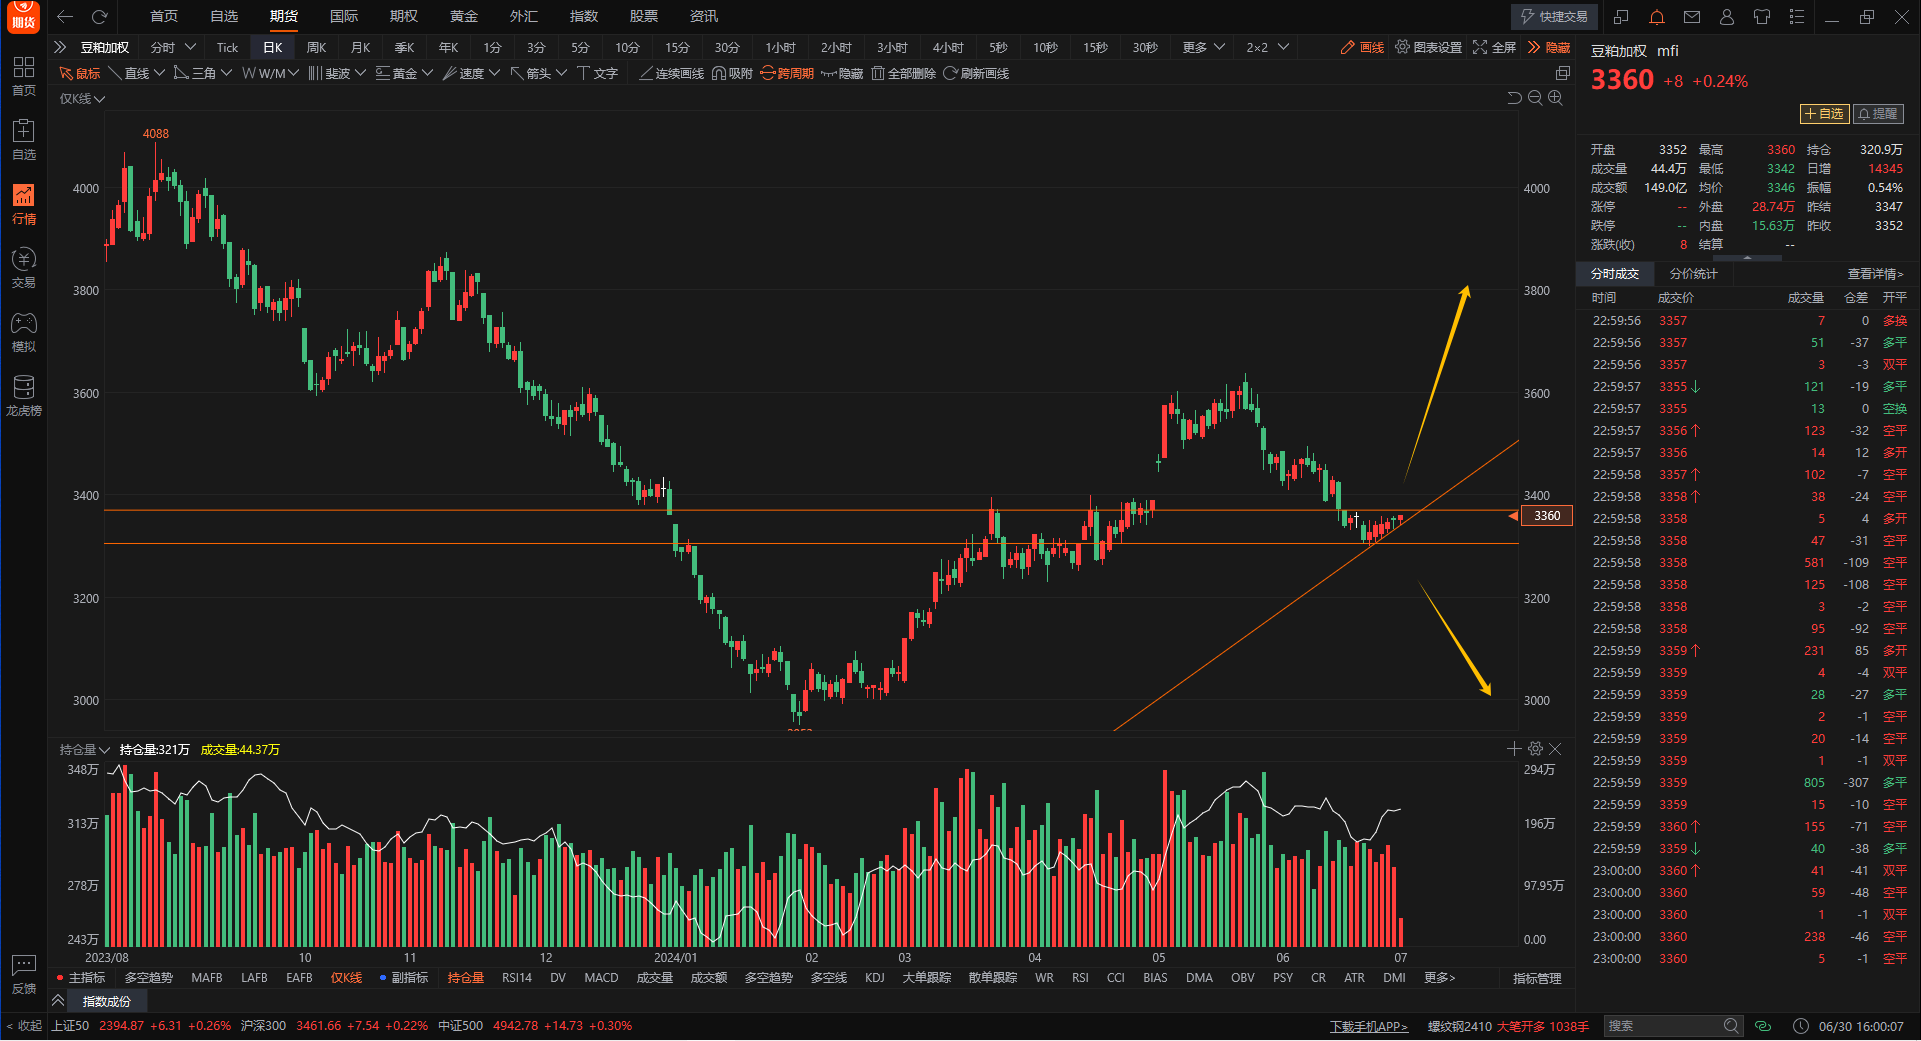 期货 首页 自选 期货 国际 期权 黄金 外汇 指数 股票 资讯 快捷交易
豆粕加权 分时 Tick 日K 周K 月K 季K 年K 1分 3分 5分 10分 15分 30分 1小时 2小时 3小时 4小时 5秒 10秒 15秒 30秒 更多 2×2 画线 图表设置 全屏 隐藏
鼠标 直线 三角 W/M 斐波 黄金 速度 箭头 文字 连续画线 吸附 跨周期 隐藏 全部删除 刷新画线
首页
自选
行情
交易
模拟
龙虎榜
反馈
< 收起
仅K线
4088
4000 4000
3800 3800
3600 3600
3400 3400
3360
3200 3200
3000 3000
持仓量 持仓量:321万 成交量:44.37万
348万 294万
313万 196万
278万 97.95万
243万 0.00
2023/08 10 11 12 2024/01 02 03 04 05 06 07
主指标 多空趋势 MAFB LAFB EAFB 仅K线 副指标 持仓量 RSI14 DV MACD 成交量 成交额 多空趋势 多空线 KDJ 大单跟踪 散单跟踪 WR RSI CCI BIAS DMA OBV PSY CR ATR DMI 更多> 指标管理
指数成份
豆粕加权 mfi
3360 +8 +0.24%
+自选 提醒
开盘 3352 最高 3360 持仓 320.9万
成交量 44.4万 最低 3342 日增 14345
成交额 149.0亿 均价 3346 振幅 0.54%
涨停 -- 外盘 28.74万 昨结 3347
跌停 -- 内盘 15.63万 昨收 3352
涨跌(收) 8 结算 --
分时成交 分价统计 查看详情>
时间 成交价 成交量 仓差 开平
22:59:56 3357 7 0 多换
22:59:56 3357 51 -37 多平
22:59:56 3357 3 -3 双平
22:59:57 3355↓ 121 -19 多平
22:59:57 3355 13 0 空换
22:59:57 3356↑ 123 -32 空平
22:59:57 3356 14 12 多开
22:59:58 3357↑ 102 -7 空平
22:59:58 3358↑ 38 -24 空平
22:59:58 3358 5 4 多开
22:59:58 3358 47 -31 空平
22:59:58 3358 581 -109 空平
22:59:58 3358 125 -108 空平
22:59:58 3358 3 -2 空平
22:59:58 3358 95 -92 空平
22:59:59 3359↑ 231 85 多开
22:59:59 3359 4 -4 双平
22:59:59 3359 28 -27 多平
22:59:59 3359 2 -1 空平
22:59:59 3359 20 -14 空平
22:59:59 3359 1 -1 双平
22:59:59 3359 805 -307 多平
22:59:59 3359 15 -10 空平
22:59:59 3360↑ 155 -71 空平
22:59:59 3359↓ 40 -38 多平
23:00:00 3360↑ 41 -41 双平
23:00:00 3360 59 -48 空平
23:00:00 3360 1 -1 双平
23:00:00 3360 238 -46 空平
23:00:00 3360 5 -1 空平
上证50 2394.87 +6.31 +0.26% 沪深300 3461.66 +7.54 +0.22% 中证500 4942.78 +14.73 +0.30% 下载手机APP> 螺纹钢2410 大笔开多 1038手 搜索 06/30 16:00:07